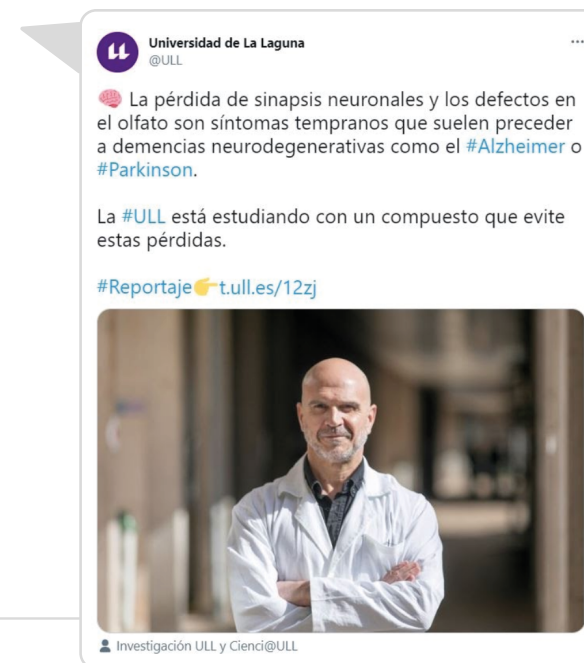 Universidad de La Laguna
@ULL
🧠 La pérdida de sinapsis neuronales y los defectos en
el olfato son síntomas tempranos que suelen preceder
a demencias neurodegenerativas como el #Alzheimer o
#Parkinson.
La #ULL está estudiando con un compuesto que evite
estas pérdidas.
#Reportaje👉t.ull.es/12zj
Investigación ULL y Cienci@ULL